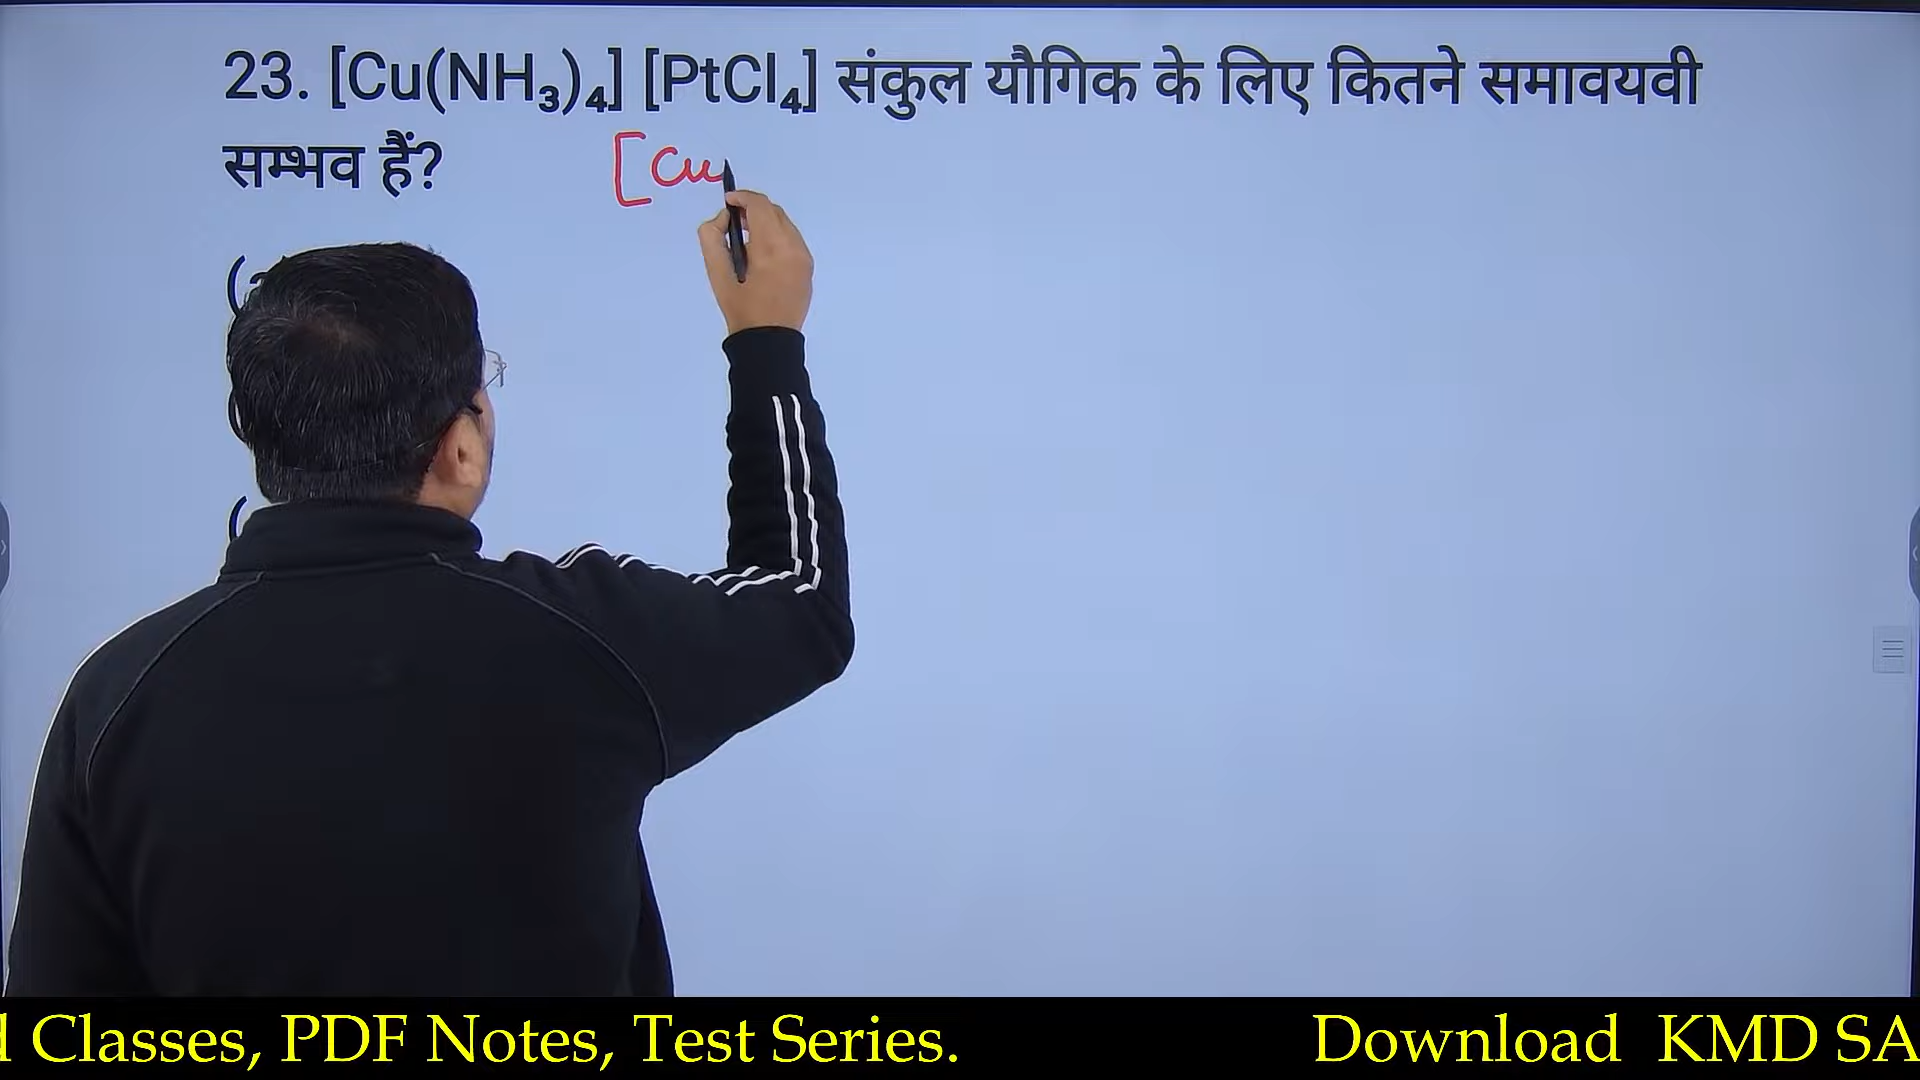 23. [Cu(NH₃)₄] [PtCl₄] संकुल यौगिक के लिए कितने समावयवी
सम्भव हैं?
[Cu
Classes, PDF Notes, Test Series. Download KMD SA